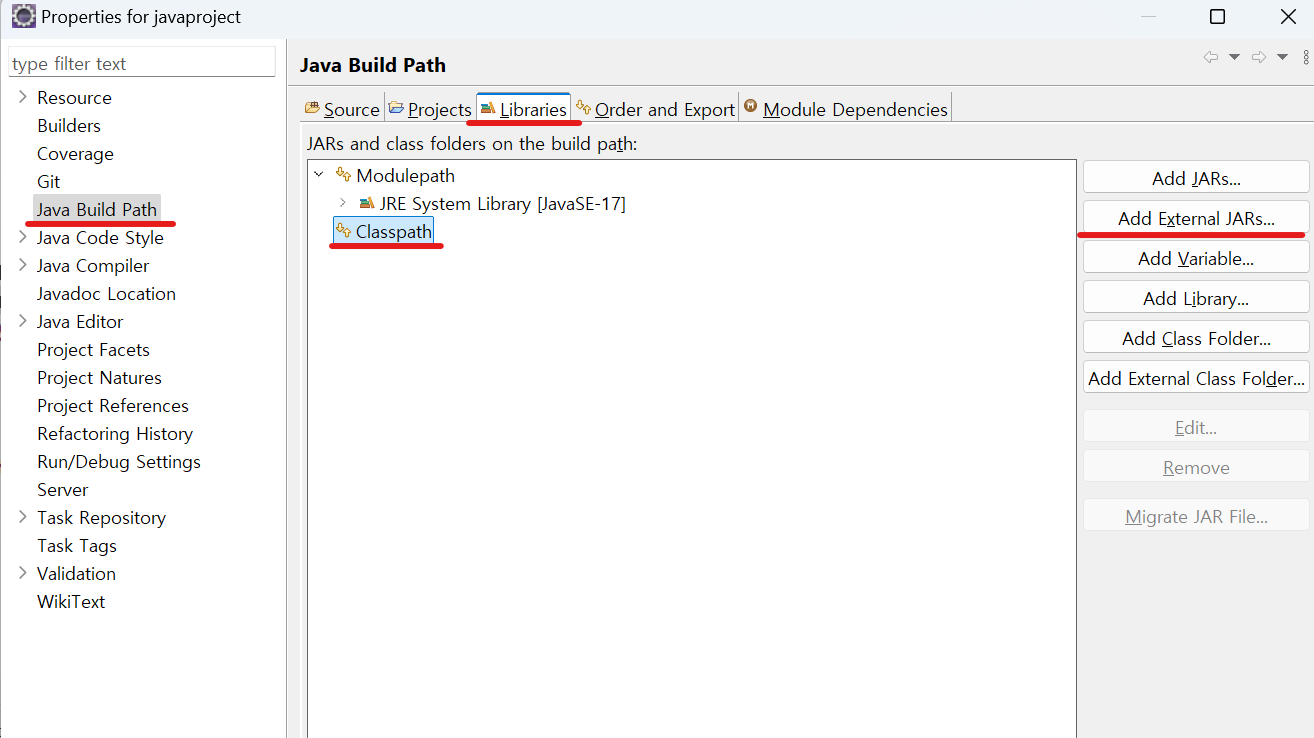 Properties for javaproject
type filter text
Resource
Builders
Coverage
Git
Java Build Path
Java Code Style
Java Compiler
Javadoc Location
Java Editor
Project Facets
Project Natures
Project References
Refactoring History
Run/Debug Settings
Server
Task Repository
Task Tags
Validation
WikiText
Java Build Path
Source Projects Libraries Order and Export Module Dependencies
JARs and class folders on the build path:
Modulepath
JRE System Library [JavaSE-17]
Classpath
Add JARs...
Add External JARs...
Add Variable...
Add Library...
Add Class Folder...
Add External Class Folder...
Edit...
Remove
Migrate JAR File...